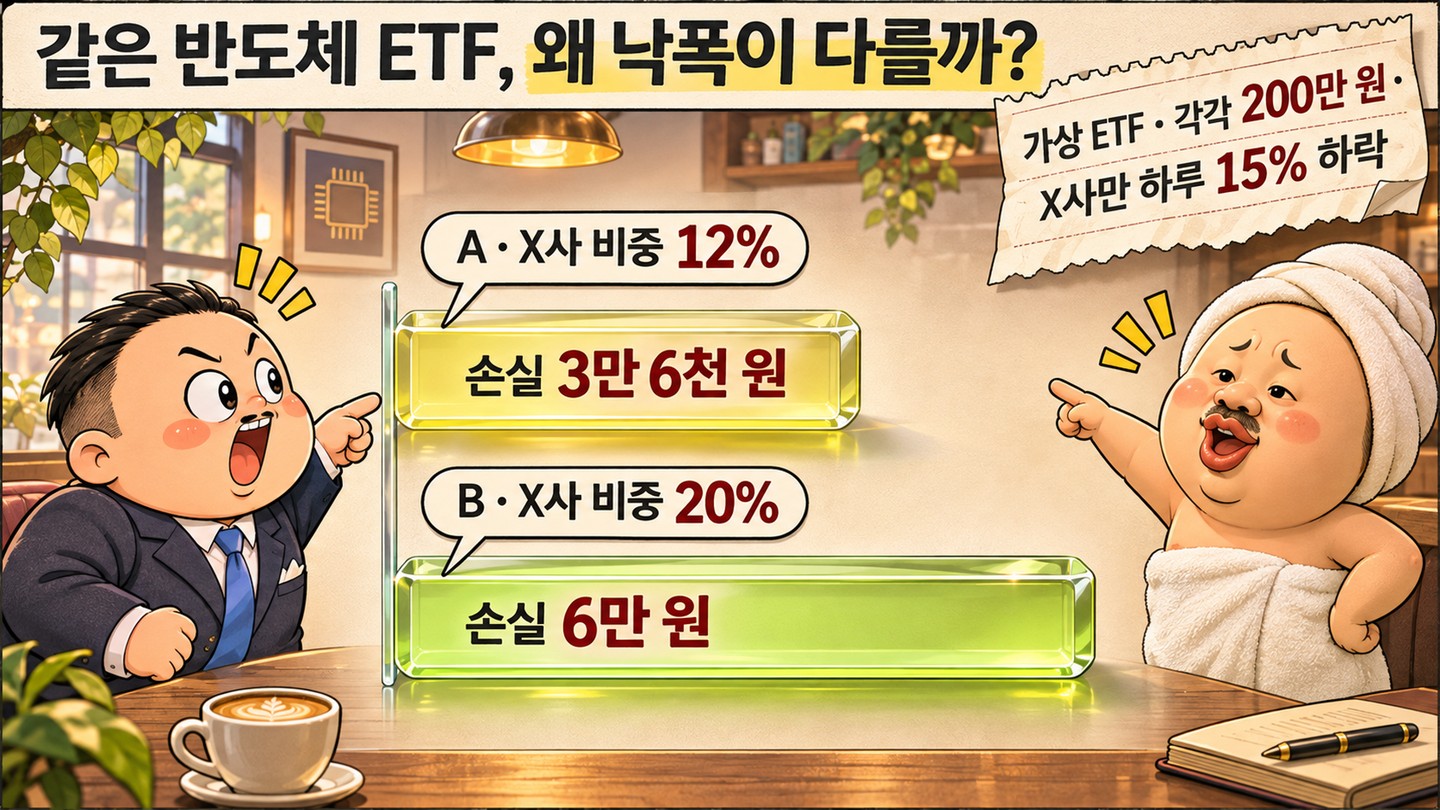 같은 반도체 ETF, 왜 낙폭이 다를까?
가상 ETF · 각각 200만 원 ·
X사만 하루 15% 하락
A · X사 비중 12%
손실 3만 6천 원
B · X사 비중 20%
손실 6만 원